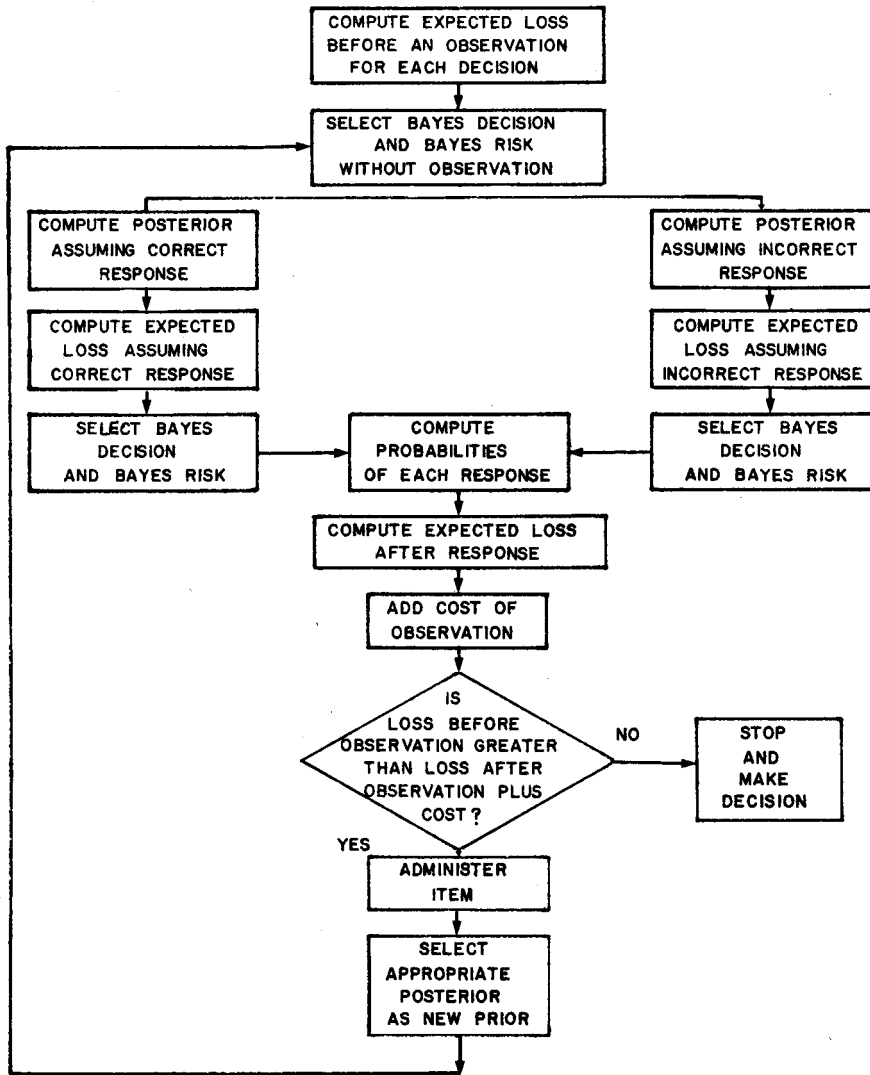 COMPUTE EXPECTED LOSS
BEFORE AN OBSERVATION
FOR EACH DECISION
SELECT BAYES DECISION
AND BAYES RISK
WITHOUT OBSERVATION
COMPUTE POSTERIOR
ASSUMING CORRECT
RESPONSE
COMPUTE POSTERIOR
ASSUMING INCORRECT
RESPONSE
COMPUTE EXPECTED
LOSS ASSUMING
CORRECT RESPONSE
COMPUTE EXPECTED
LOSS ASSUMING
INCORRECT RESPONSE
SELECT BAYES
DECISION
AND BAYES RISK
COMPUTE
PROBABILITIES
OF EACH RESPONSE
SELECT BAYES
DECISION
AND BAYES RISK
COMPUTE EXPECTED LOSS
AFTER RESPONSE
ADD COST OF
OBSERVATION
IS
LOSS BEFORE
OBSERVATION GREATER
THAN LOSS AFTER
OBSERVATION PLUS
COST?
NO
STOP
AND
MAKE
DECISION
YES
ADMINISTER
ITEM
SELECT
APPROPRIATE
POSTERIOR
AS NEW PRIOR